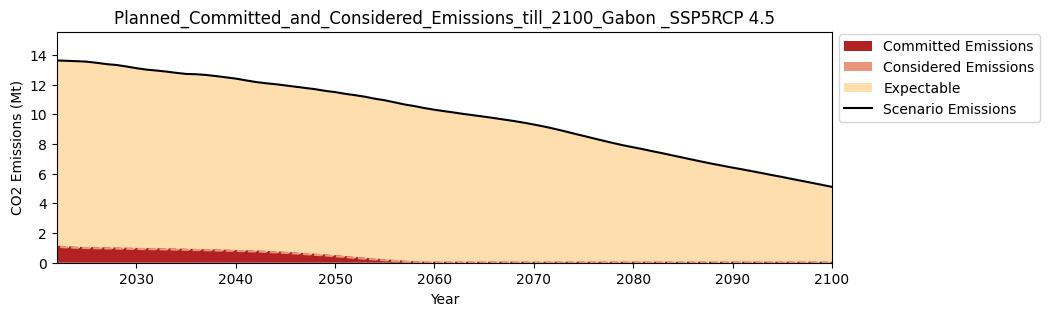 Planned_Committed_and_Considered_Emissions_till_2100_Gabon _SSP5RCP 4.5
CO2 Emissions (Mt)
14
12
10
8
6
4
2
0
2030 2040 2050 2060 2070 2080 2090 2100
Year
Committed Emissions
Considered Emissions
Expectable
Scenario Emissions